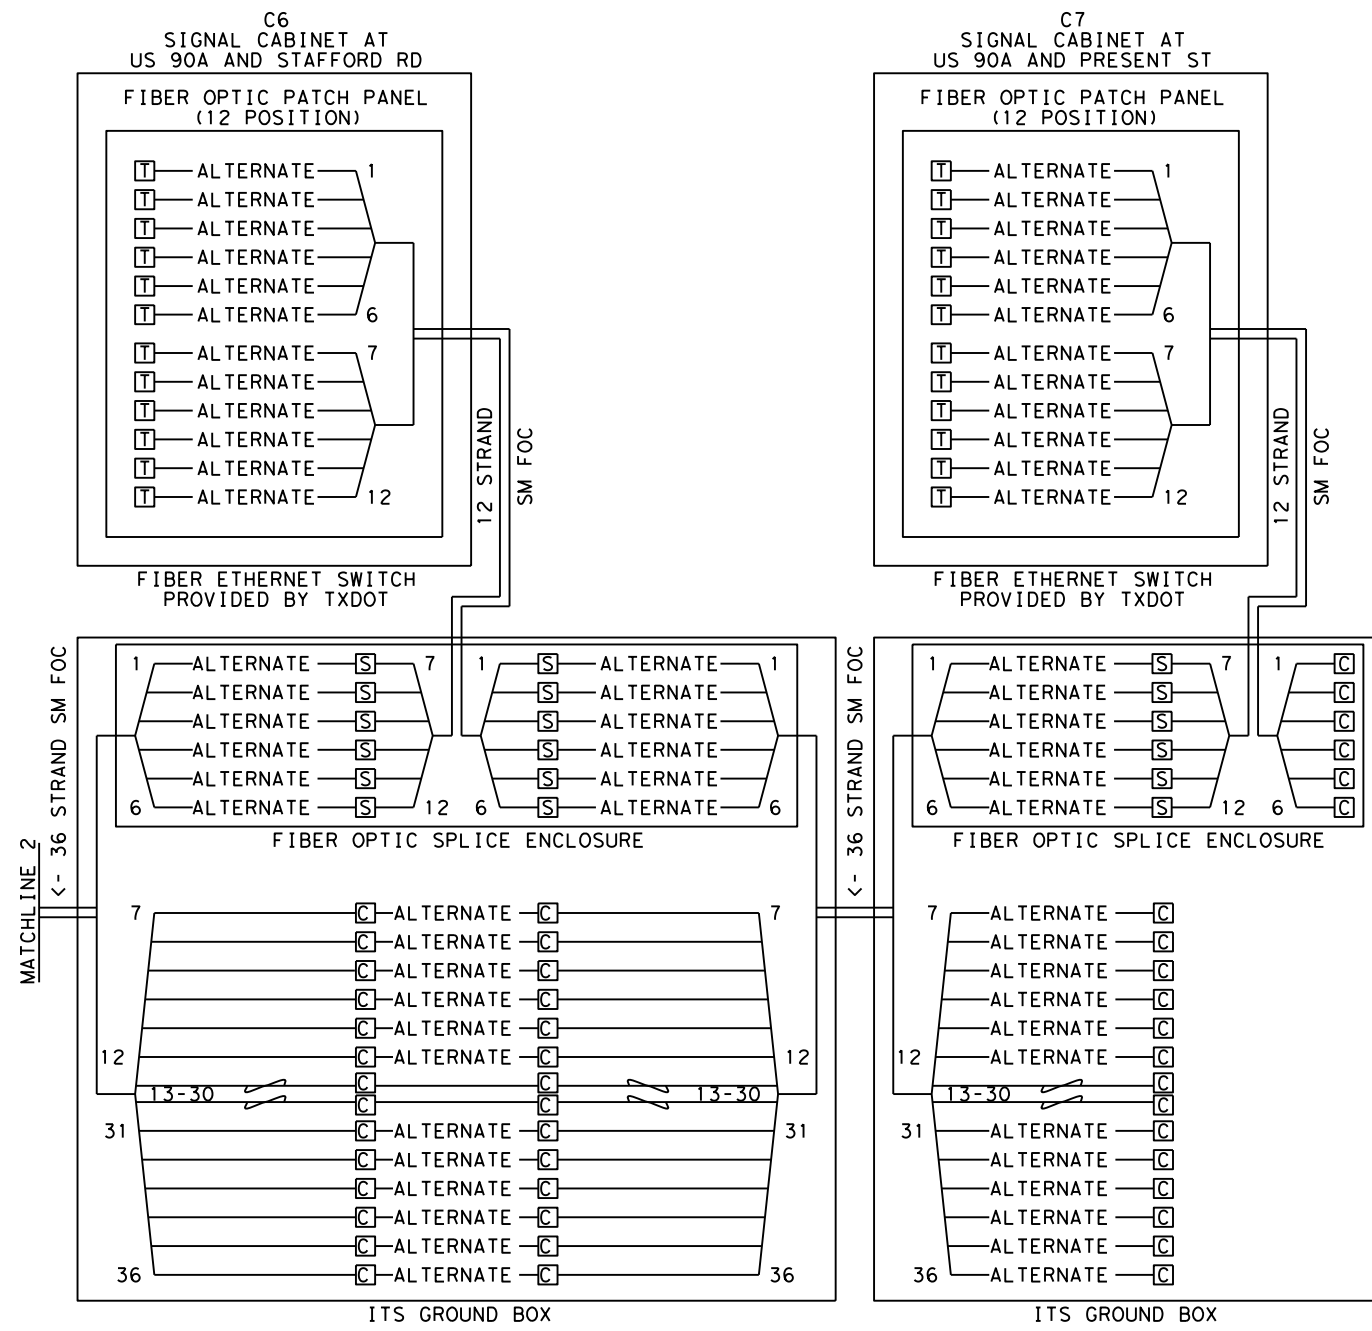 C6
SIGNAL CABINET AT
US 90A AND STAFFORD RD
FIBER OPTIC PATCH PANEL
(12 POSITION)
T ALTERNATE 1
T ALTERNATE
T ALTERNATE
T ALTERNATE
T ALTERNATE
T ALTERNATE 6
T ALTERNATE 7
T ALTERNATE
T ALTERNATE
T ALTERNATE
T ALTERNATE
T ALTERNATE 12
12 STRAND
SM FOC
FIBER ETHERNET SWITCH
PROVIDED BY TXDOT
C7
SIGNAL CABINET AT
US 90A AND PRESENT ST
FIBER OPTIC PATCH PANEL
(12 POSITION)
T ALTERNATE 1
T ALTERNATE
T ALTERNATE
T ALTERNATE
T ALTERNATE
T ALTERNATE 6
T ALTERNATE 7
T ALTERNATE
T ALTERNATE
T ALTERNATE
T ALTERNATE
T ALTERNATE 12
12 STRAND
SM FOC
FIBER ETHERNET SWITCH
PROVIDED BY TXDOT
MATCHLINE 2
<- 36 STRAND SM FOC
1 ALTERNATE S 7 1 S ALTERNATE 1
ALTERNATE S S ALTERNATE
ALTERNATE S S ALTERNATE
ALTERNATE S S ALTERNATE
ALTERNATE S S ALTERNATE
6 ALTERNATE S 12 6 S ALTERNATE 6
FIBER OPTIC SPLICE ENCLOSURE
7 C ALTERNATE C 7
C ALTERNATE C
C ALTERNATE C
C ALTERNATE C
C ALTERNATE C
12 C ALTERNATE C 12
C C
13-30 13-30
C C
31 C ALTERNATE C 31
C ALTERNATE C
C ALTERNATE C
C ALTERNATE C
C ALTERNATE C
36 C ALTERNATE C 36
ITS GROUND BOX
<- 36 STRAND SM FOC
1 ALTERNATE S 7 1 C
ALTERNATE S C
ALTERNATE S C
ALTERNATE S C
ALTERNATE S C
6 ALTERNATE S 12 6 C
FIBER OPTIC SPLICE ENCLOSURE
7 ALTERNATE C
ALTERNATE C
ALTERNATE C
ALTERNATE C
ALTERNATE C
12 ALTERNATE C
C
13-30
C
31 ALTERNATE C
ALTERNATE C
ALTERNATE C
ALTERNATE C
ALTERNATE C
36 ALTERNATE C
ITS GROUND BOX